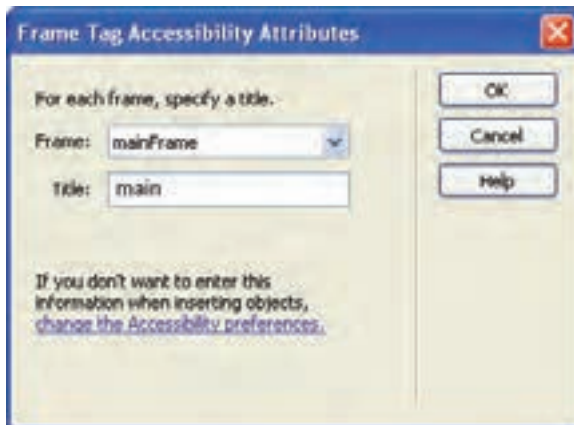 Frame Tag Accessibility Attributes
For each frame, specify a title.
Frame: mainFrame
Title: main
If you don't want to enter this
information when inserting objects,
change the Accessibility preferences.
OK
Cancel
Help